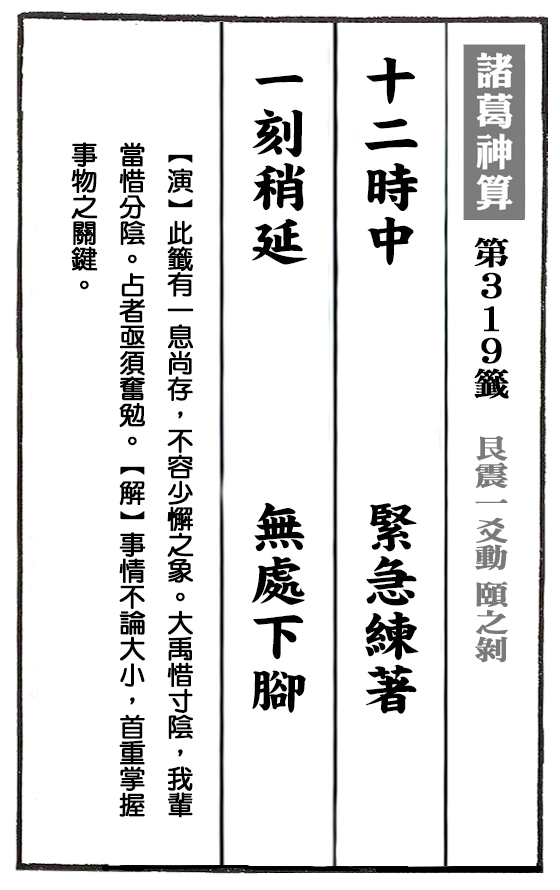 諸葛神算 第319籤 艮震一爻動 頤之剝
十二時中 緊急練著
一刻稍延 無處下腳
【演】此籤有一息尚存，不容少懈之象。大禹惜寸陰，我輩
當惜分陰。占者亟須奮勉。【解】事情不論大小，首重掌握
事物之關鍵。